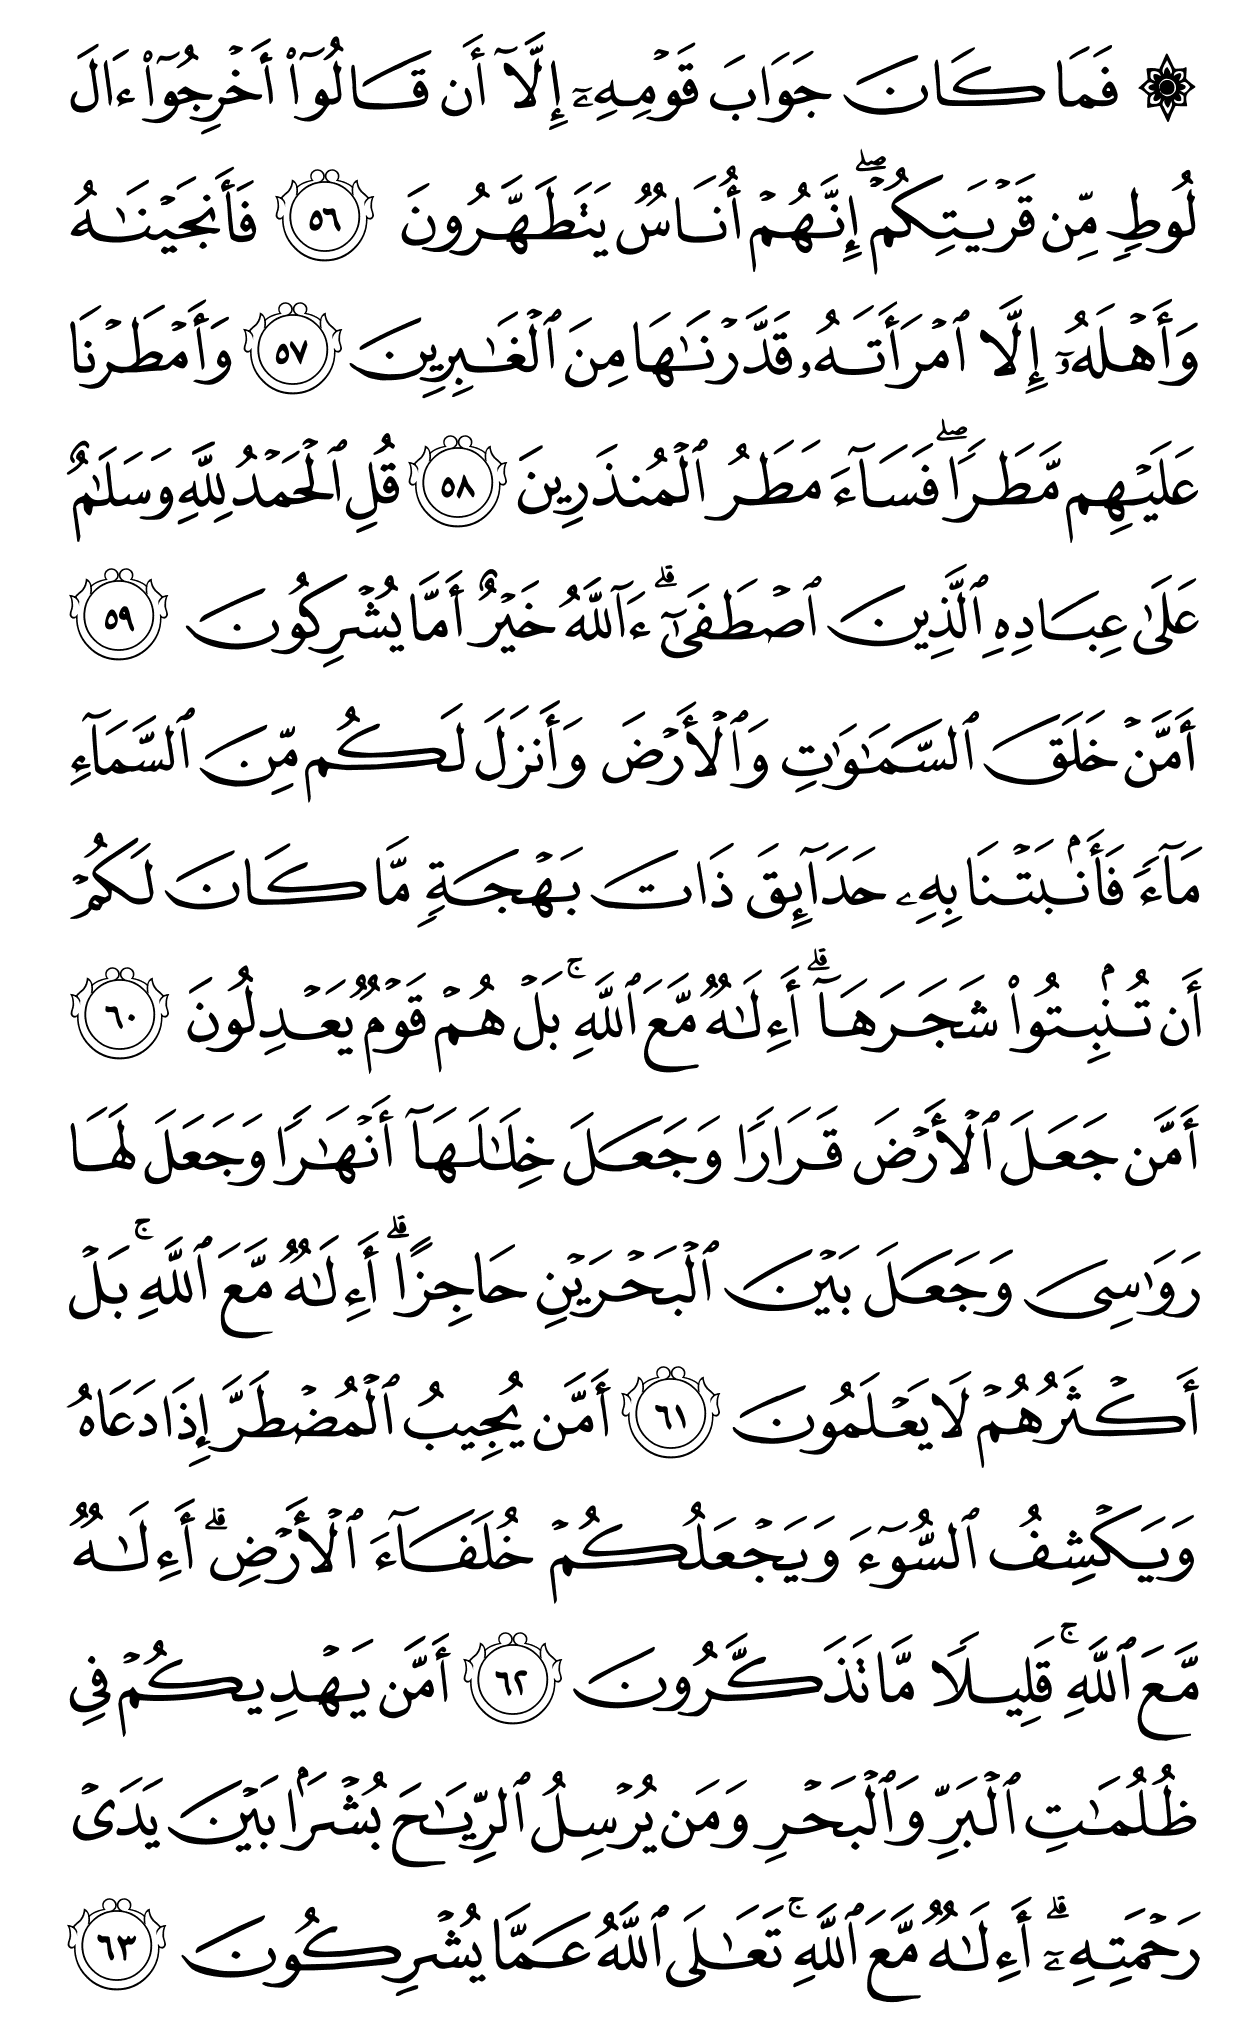 ۞ فَمَا كَانَ جَوَابَ قَوْمِهِۦٓ إِلَّآ أَن قَالُوٓا۟ أَخْرِجُوٓا۟ ءَالَ
لُوطٍ مِّن قَرْيَتِكُمْ ۖ إِنَّهُمْ أُنَاسٌ يَتَطَهَّرُونَ ٥٦ فَأَنجَيْنَـٰهُ
وَأَهْلَهُۥٓ إِلَّا ٱمْرَأَتَهُۥ قَدَّرْنَـٰهَا مِنَ ٱلْغَـٰبِرِينَ ٥٧ وَأَمْطَرْنَا
عَلَيْهِم مَّطَرًا ۖ فَسَآءَ مَطَرُ ٱلْمُنذَرِينَ ٥٨ قُلِ ٱلْحَمْدُ لِلَّهِ وَسَلَـٰمٌ
عَلَىٰ عِبَادِهِ ٱلَّذِينَ ٱصْطَفَىٰٓ ۗ ءَآللَّهُ خَيْرٌ أَمَّا يُشْرِكُونَ ٥٩
أَمَّنْ خَلَقَ ٱلسَّمَـٰوَٰتِ وَٱلْأَرْضَ وَأَنزَلَ لَكُم مِّنَ ٱلسَّمَآءِ
مَآءً فَأَنۢبَتْنَا بِهِۦ حَدَآئِقَ ذَاتَ بَهْجَةٍ مَّا كَانَ لَكُمْ
أَن تُنۢبِتُوا۟ شَجَرَهَآ ۗ أَءِلَـٰهٌ مَّعَ ٱللَّهِ ۚ بَلْ هُمْ قَوْمٌ يَعْدِلُونَ ٦٠
أَمَّن جَعَلَ ٱلْأَرْضَ قَرَارًا وَجَعَلَ خِلَـٰلَهَآ أَنْهَـٰرًا وَجَعَلَ لَهَا
رَوَٰسِىَ وَجَعَلَ بَيْنَ ٱلْبَحْرَيْنِ حَاجِزًا ۗ أَءِلَـٰهٌ مَّعَ ٱللَّهِ ۚ بَلْ
أَكْثَرُهُمْ لَا يَعْلَمُونَ ٦١ أَمَّن يُجِيبُ ٱلْمُضْطَرَّ إِذَا دَعَاهُ
وَيَكْشِفُ ٱلسُّوٓءَ وَيَجْعَلُكُمْ خُلَفَآءَ ٱلْأَرْضِ ۗ أَءِلَـٰهٌ
مَّعَ ٱللَّهِ ۚ قَلِيلًا مَّا تَذَكَّرُونَ ٦٢ أَمَّن يَهْدِيكُمْ فِى
ظُلُمَـٰتِ ٱلْبَرِّ وَٱلْبَحْرِ وَمَن يُرْسِلُ ٱلرِّيَـٰحَ بُشْرًۢا بَيْنَ يَدَىْ
رَحْمَتِهِۦٓ ۗ أَءِلَـٰهٌ مَّعَ ٱللَّهِ ۚ تَعَـٰلَى ٱللَّهُ عَمَّا يُشْرِكُونَ ٦٣